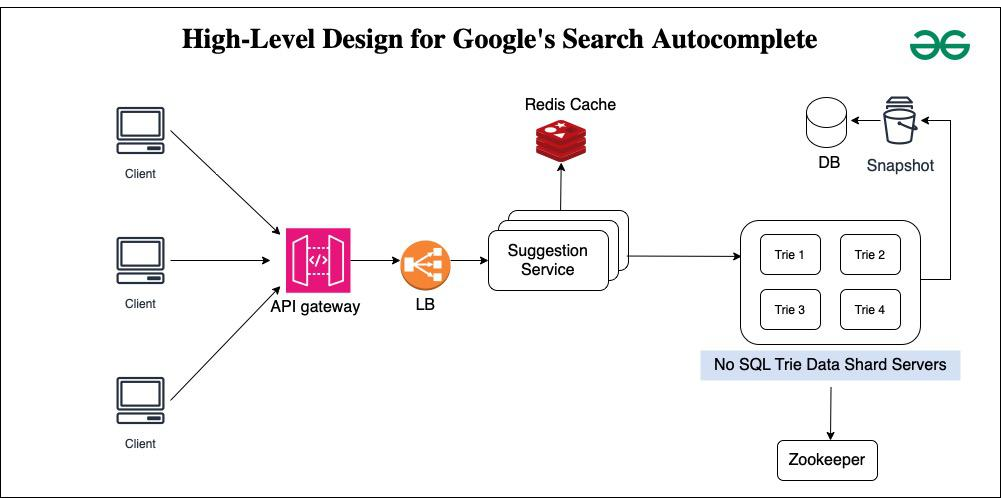 High-Level Design for Google's Search Autocomplete
Redis Cache
DB
Snapshot
Client
Client
Client
API gateway
LB
Suggestion
Service
Trie 1
Trie 2
Trie 3
Trie 4
No SQL Trie Data Shard Servers
Zookeeper